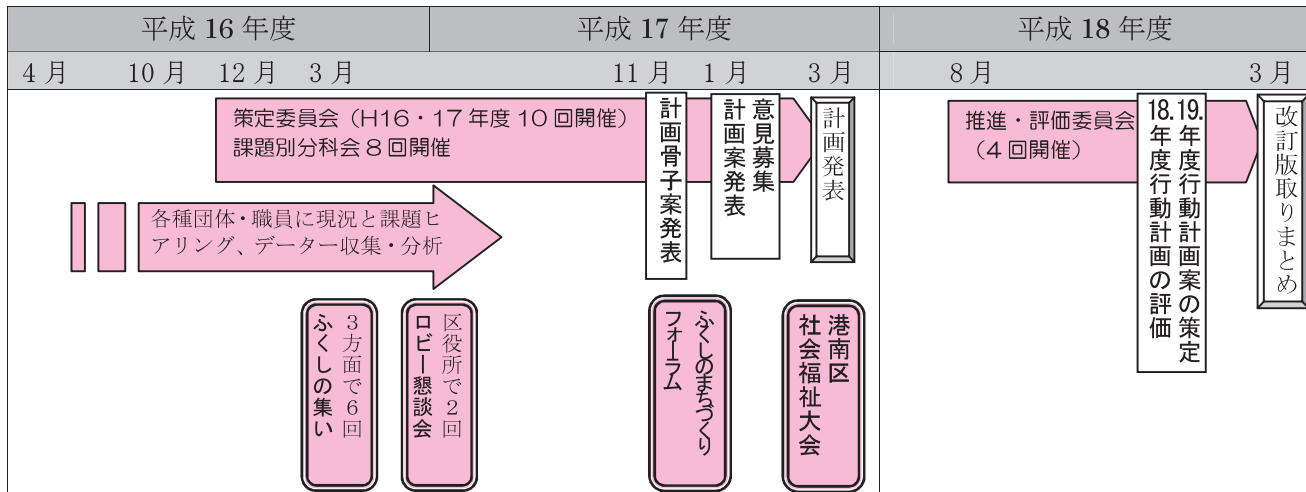 平成 16 年度
平成 17 年度
平成 18 年度
4 月
10 月
12 月
3 月
11 月
1 月
3 月
8 月
3 月
策定委員会（H16・17 年度 10 回開催）
課題別分科会 8 回開催
計画骨子案発表
意見募集
計画案発表
計画発表
推進・評価委員会
（4 回開催）
19.年度行動計画案の策定
18.年度行動計画の評価
改訂版取りまとめ
各種団体・職員に現況と課題ヒ
アリング、データー収集・分析
３方面で６回
ふくしの集い
区役所で２回
ロビー懇談会
ふくしのまちづくり
フォーラム
港南区
社会福祉大会